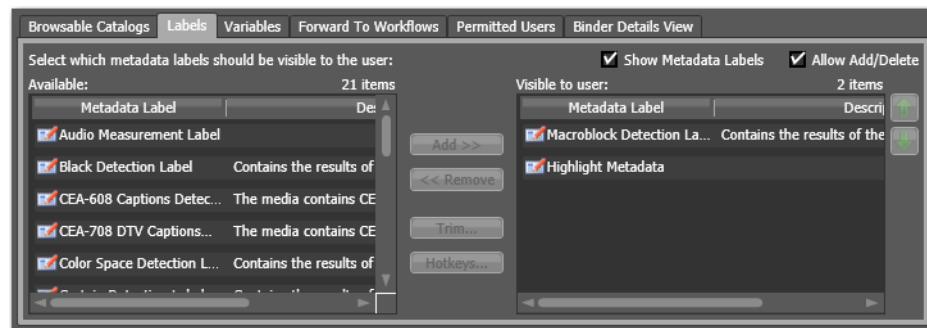 Browsable Catalogs Labels Variables Forward To Workflows Permitted Users Binder Details View
Select which metadata labels should be visible to the user: Show Metadata Labels Allow Add/Delete
Available: 21 items Visible to user: 2 items
Metadata Label Des Metadata Label Descrip
Audio Measurement Label Macroblock Detection La... Contains the results of the
Add >>
Black Detection Label Contains the results of Highlight Metadata
<< Remove
CEA-608 Captions Detec... The media contains CE
CEA-708 DTV Captions... The media contains CE
Trim...
Color Space Detection L... Contains the results of
Hotkeys...